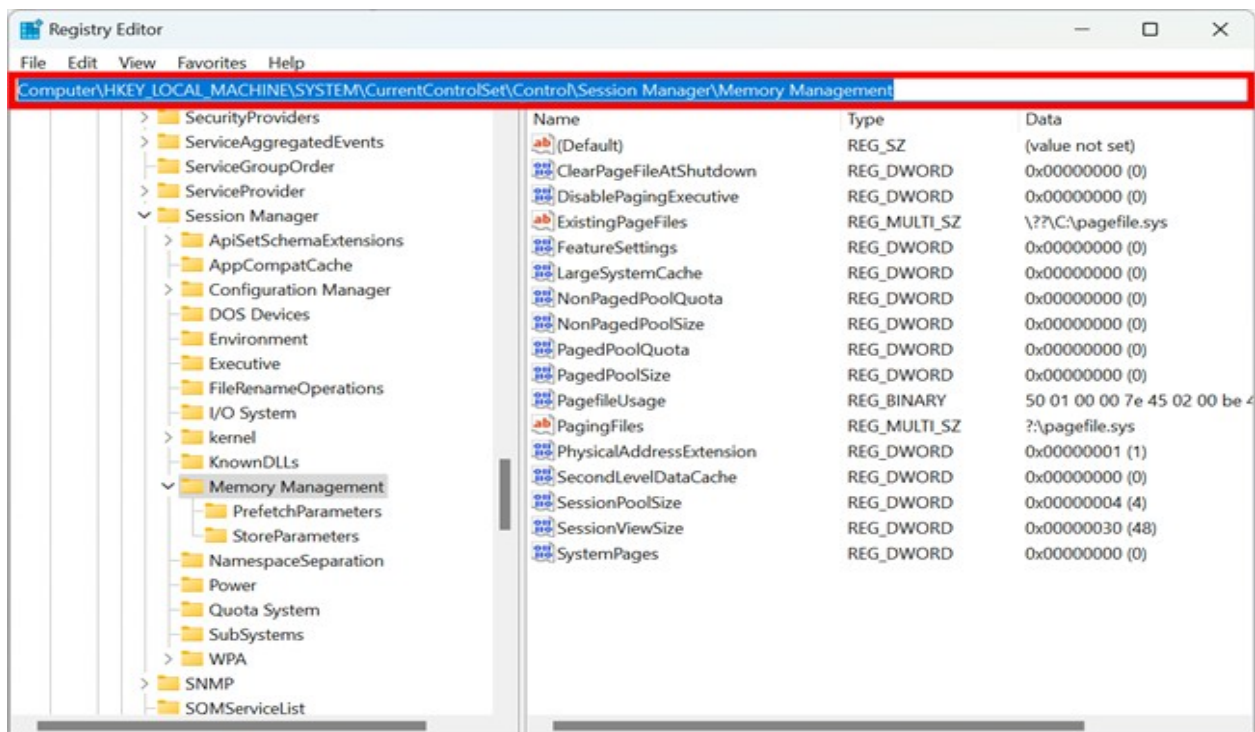 Registry Editor
File Edit View Favorites Help
Computer\HKEY_LOCAL_MACHINE\SYSTEM\CurrentControlSet\Control\Session Manager\Memory Management
SecurityProviders
ServiceAggregatedEvents
ServiceGroupOrder
ServiceProvider
Session Manager
ApiSetSchemaExtensions
AppCompatCache
Configuration Manager
DOS Devices
Environment
Executive
FileRenameOperations
I/O System
kernel
KnownDLLs
Memory Management
PrefetchParameters
StoreParameters
NamespaceSeparation
Power
Quota System
SubSystems
WPA
SNMP
SQMServiceList
Name Type Data
(Default) REG_SZ (value not set)
ClearPageFileAtShutdown REG_DWORD 0x00000000 (0)
DisablePagingExecutive REG_DWORD 0x00000000 (0)
ExistingPageFiles REG_MULTI_SZ \??\C:\pagefile.sys
FeatureSettings REG_DWORD 0x00000000 (0)
LargeSystemCache REG_DWORD 0x00000000 (0)
NonPagedPoolQuota REG_DWORD 0x00000000 (0)
NonPagedPoolSize REG_DWORD 0x00000000 (0)
PagedPoolQuota REG_DWORD 0x00000000 (0)
PagedPoolSize REG_DWORD 0x00000000 (0)
PagefileUsage REG_BINARY 50 01 00 00 7e 45 02 00 be 4
PagingFiles REG_MULTI_SZ ?:\pagefile.sys
PhysicalAddressExtension REG_DWORD 0x00000001 (1)
SecondLevelDataCache REG_DWORD 0x00000000 (0)
SessionPoolSize REG_DWORD 0x00000004 (4)
SessionViewSize REG_DWORD 0x00000030 (48)
SystemPages REG_DWORD 0x00000000 (0)